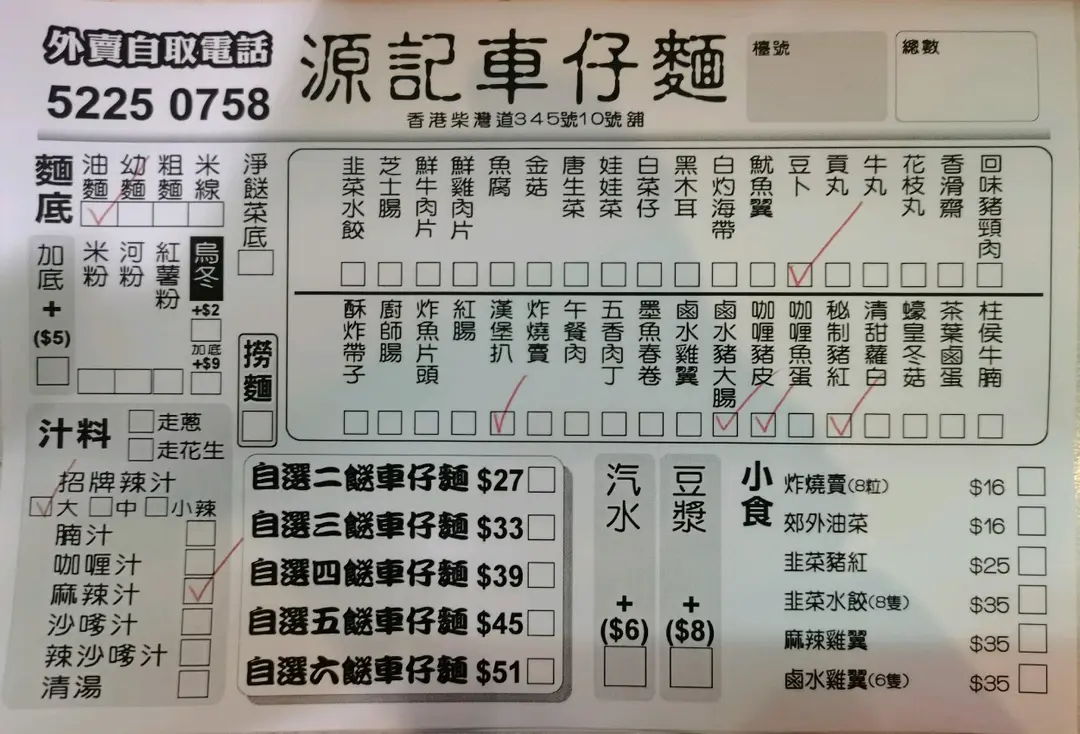 外賣自取電話
5225 0758
源記車仔麵
香港柴灣道345號10號舖
檯號
總數
麵底
油麵
幼麵
粗麵
米線
淨餸菜底
加底
+
($5)
米粉
河粉
紅薯粉
烏冬
+$2
加底
+$9
撈麵
韭菜水餃
芝士腸
鮮牛肉片
鮮雞肉片
魚腐
金菇
唐生菜
娃娃菜
白菜仔
黑木耳
白灼海帶
魷魚翼
豆卜
貢丸
牛丸
花枝丸
香滑齋
回味豬頸肉
酥炸帶子
廚師腸
炸魚片頭
紅腸
漢堡扒
炸燒賣
午餐肉
五香肉丁
墨魚春卷
鹵水雞翼
鹵水豬大腸
咖喱豬皮
咖喱魚蛋
秘制豬紅
清甜蘿白
蠔皇冬菇
茶葉鹵蛋
柱侯牛腩
汁料
走蔥
走花生
招牌辣汁
大 中 小辣
腩汁
咖喱汁
麻辣汁
沙嗲汁
辣沙嗲汁
清湯
自選二餸車仔麵 $27
自選三餸車仔麵 $33
自選四餸車仔麵 $39
自選五餸車仔麵 $45
自選六餸車仔麵 $51
汽水
+
($6)
豆漿
+
($8)
小食
炸燒賣(8粒) $16
郊外油菜 $16
韭菜豬紅 $25
韭菜水餃(8隻) $35
麻辣雞翼 $35
鹵水雞翼(6隻) $35